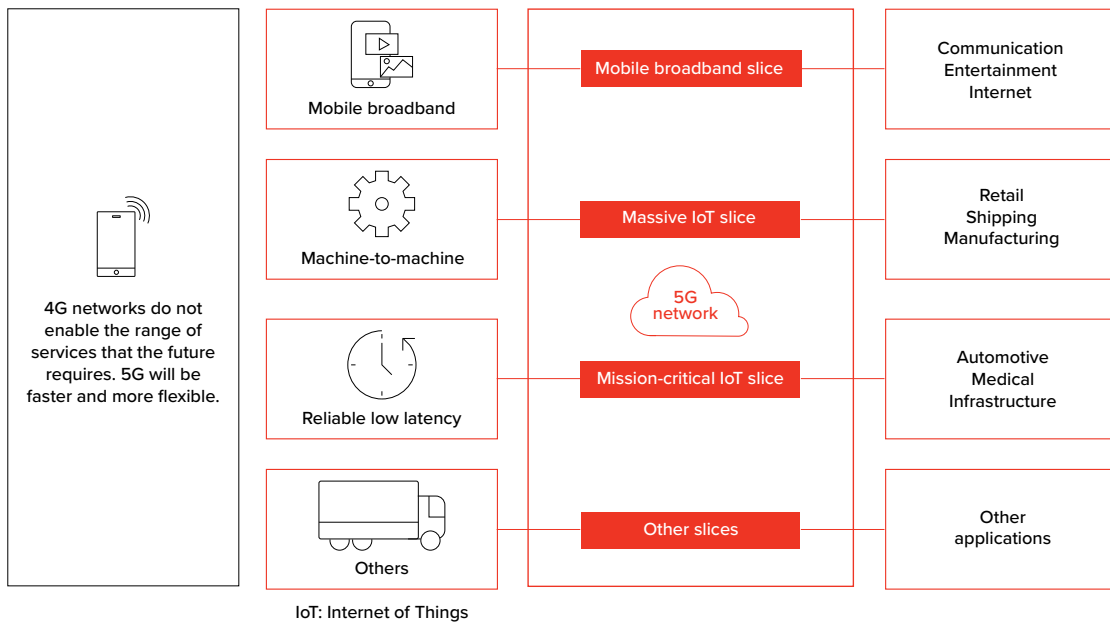 4G networks do not
enable the range of
services that the future
requires. 5G will be
faster and more flexible.
Mobile broadband
Mobile broadband slice
Communication
Entertainment
Internet
Machine-to-machine
Massive IoT slice
Retail
Shipping
Manufacturing
5G
network
Reliable low latency
Mission-critical IoT slice
Automotive
Medical
Infrastructure
Others
Other slices
Other
applications
IoT: Internet of Things